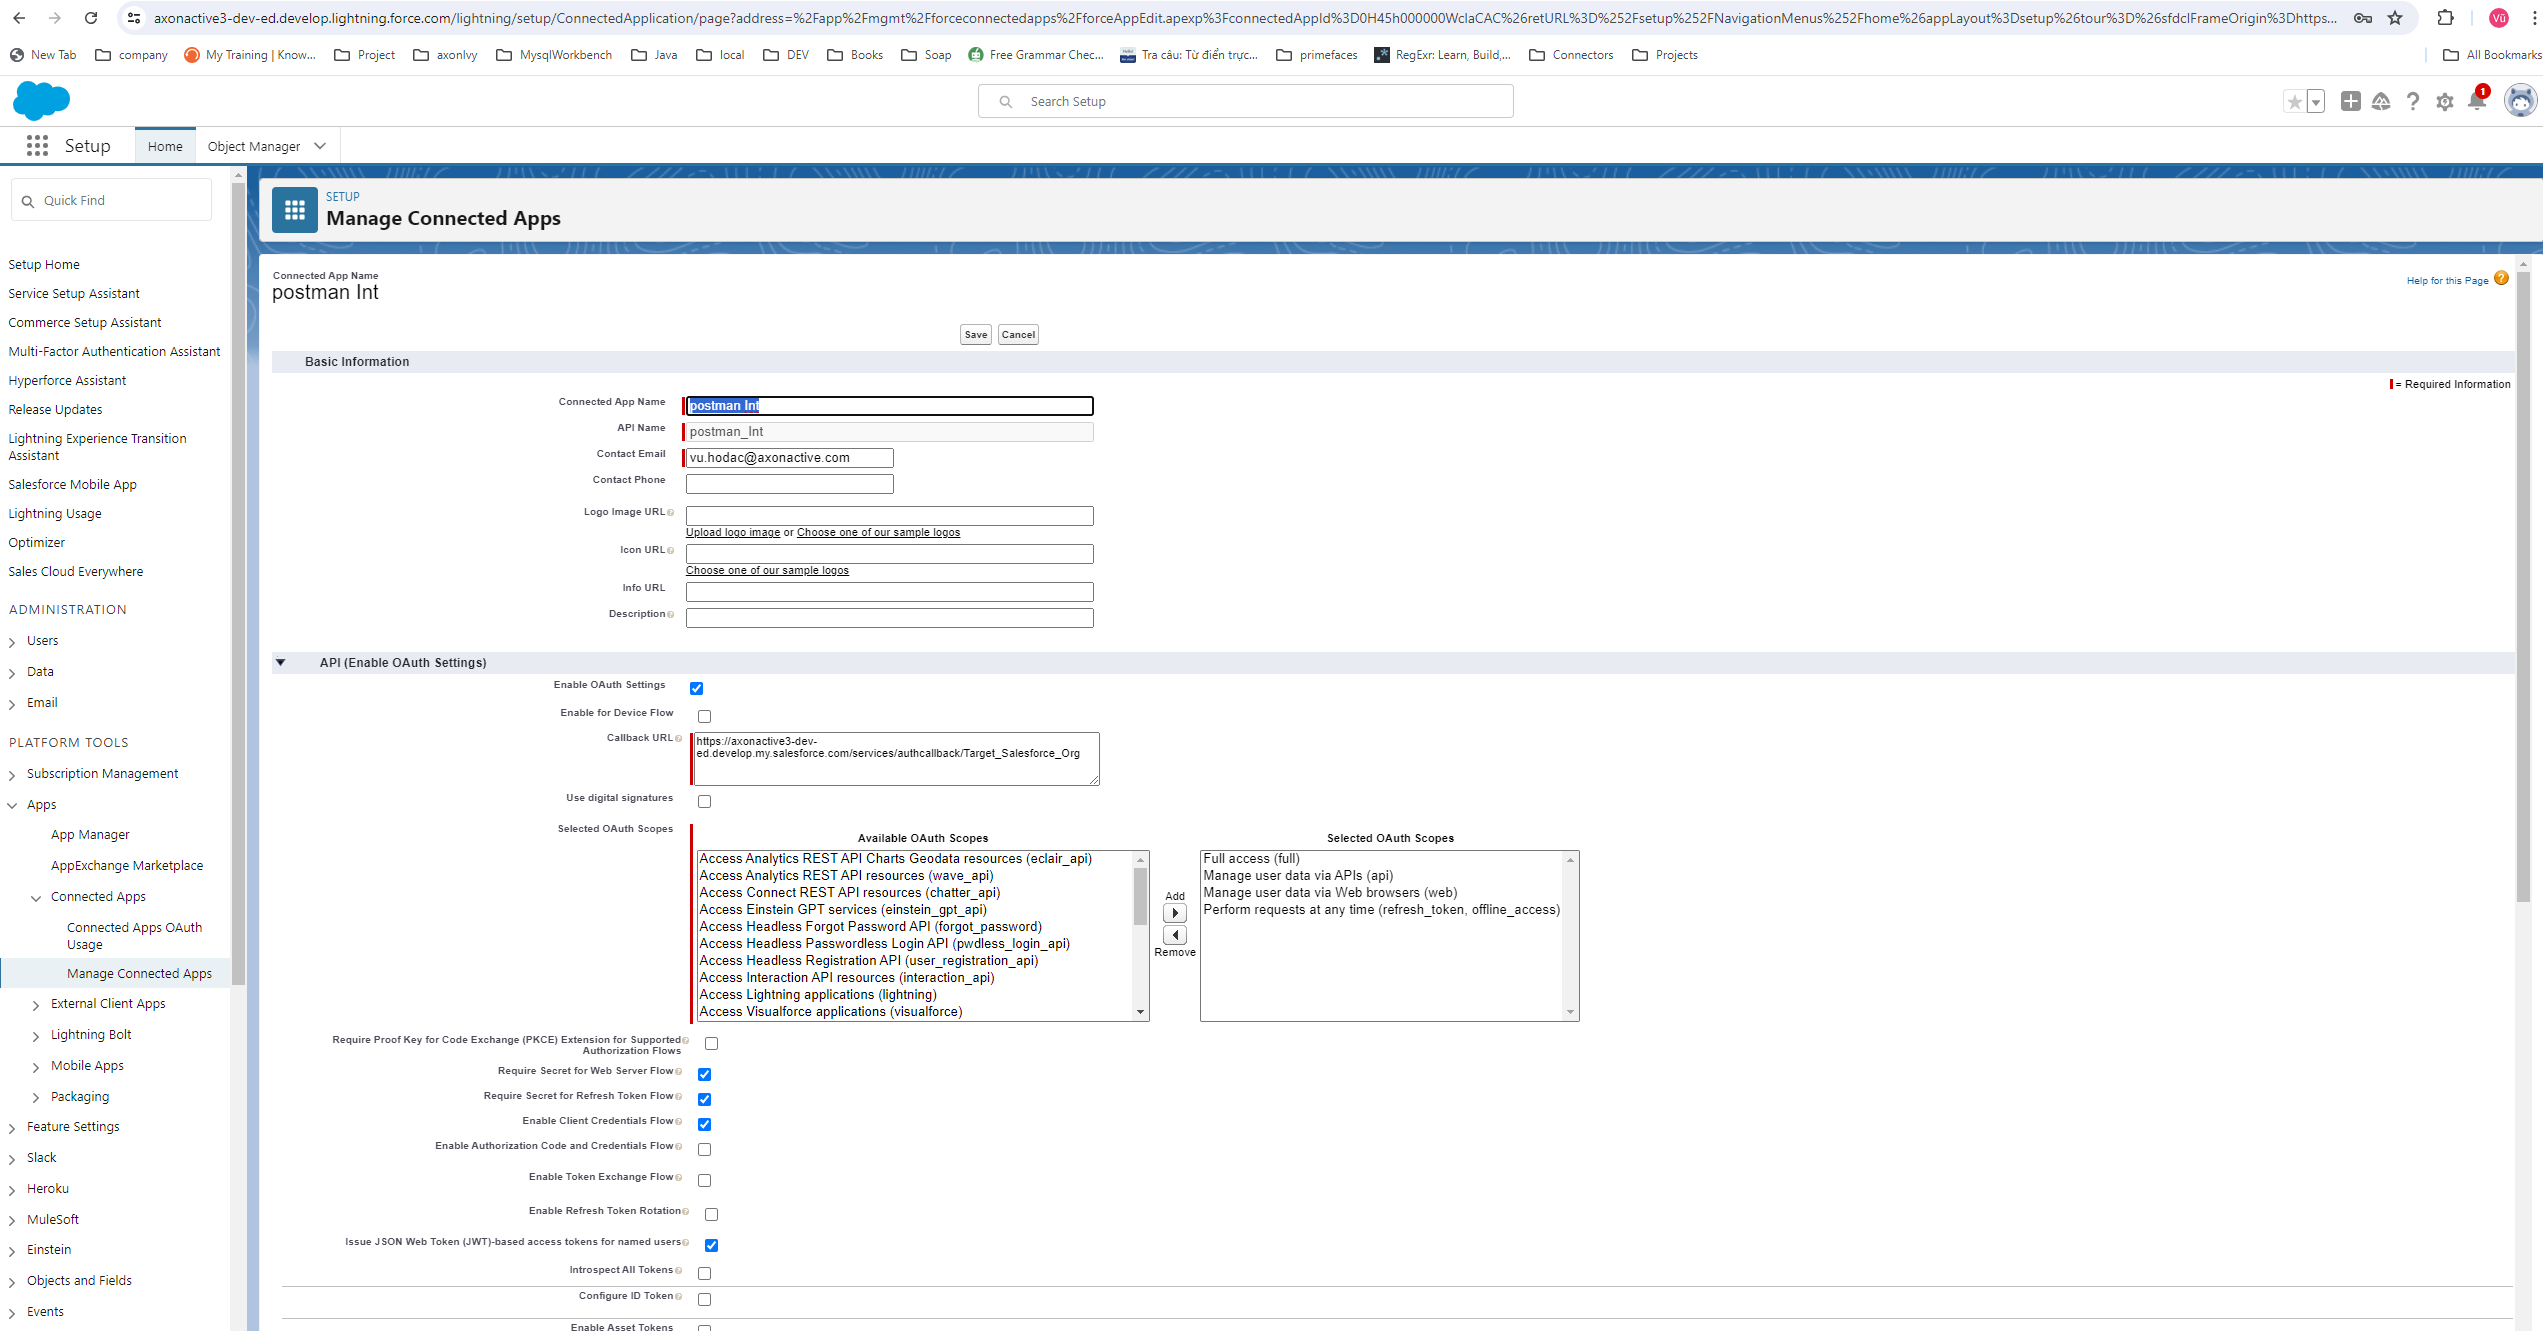 axonactive3-dev-ed.develop.lightning.force.com/lightning/setup/ConnectedApplication/page?address=%2Fapp%2Fmgmt%2Fforceconnectedapps%2FforceAppEdit.apexp%3FconnectedAppId%3D0H45h000000WclaCAC%26retURL%3D%252Fsetup%252FNavigationMenus%252Fhome%26appLayout%3Dsetup%26tour%3D%26sfdcIFrameOrigin%3Dhttps...
Vũ
New Tab company My Training | Know... Project axonIvy MysqlWorkbench Java local DEV Books Soap Free Grammar Chec... Tra câu: Từ điển trực... primefaces RegExr: Learn, Build,... Connectors Projects All Bookmarks
Search Setup
1
Setup Home Object Manager
Quick Find
SETUP
Manage Connected Apps
Setup Home
Service Setup Assistant
Commerce Setup Assistant
Multi-Factor Authentication Assistant
Hyperforce Assistant
Release Updates
Lightning Experience Transition
Assistant
Salesforce Mobile App
Lightning Usage
Optimizer
Sales Cloud Everywhere
ADMINISTRATION
Users
Data
Email
PLATFORM TOOLS
Subscription Management
Apps
App Manager
AppExchange Marketplace
Connected Apps
Connected Apps OAuth
Usage
Manage Connected Apps
External Client Apps
Lightning Bolt
Mobile Apps
Packaging
Feature Settings
Slack
Heroku
MuleSoft
Einstein
Objects and Fields
Events
Connected App Name
postman Int
Help for this Page ?
Save Cancel
Basic Information
= Required Information
Connected App Name postman Int
API Name postman_Int
Contact Email vu.hodac@axonactive.com
Contact Phone
Logo Image URL
Upload logo image or Choose one of our sample logos
Icon URL
Choose one of our sample logos
Info URL
Description
API (Enable OAuth Settings)
Enable OAuth Settings
Enable for Device Flow
Callback URL https://axonactive3-dev-
ed.develop.my.salesforce.com/services/authcallback/Target_Salesforce_Org
Use digital signatures
Selected OAuth Scopes
Available OAuth Scopes
Access Analytics REST API Charts Geodata resources (eclair_api)
Access Analytics REST API resources (wave_api)
Access Connect REST API resources (chatter_api)
Access Einstein GPT services (einstein_gpt_api)
Access Headless Forgot Password API (forgot_password)
Access Headless Passwordless Login API (pwdless_login_api)
Access Headless Registration API (user_registration_api)
Access Interaction API resources (interaction_api)
Access Lightning applications (lightning)
Access Visualforce applications (visualforce)
Add
Remove
Selected OAuth Scopes
Full access (full)
Manage user data via APIs (api)
Manage user data via Web browsers (web)
Perform requests at any time (refresh_token, offline_access)
Require Proof Key for Code Exchange (PKCE) Extension for Supported
Authorization Flows
Require Secret for Web Server Flow
Require Secret for Refresh Token Flow
Enable Client Credentials Flow
Enable Authorization Code and Credentials Flow
Enable Token Exchange Flow
Enable Refresh Token Rotation
Issue JSON Web Token (JWT)-based access tokens for named users
Introspect All Tokens
Configure ID Token
Enable Asset Tokens